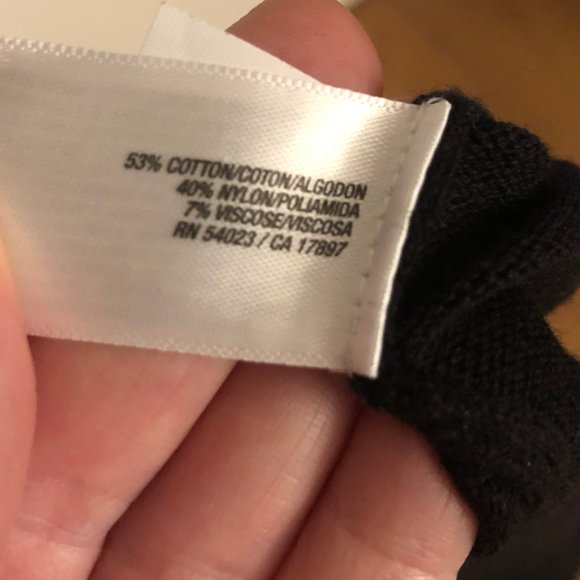 53% COTTON/COTON/ALGODON
40% NYLON/POLIAMIDA
7% VISCOSE/VISCOSA
RN 54023 / CA 17897